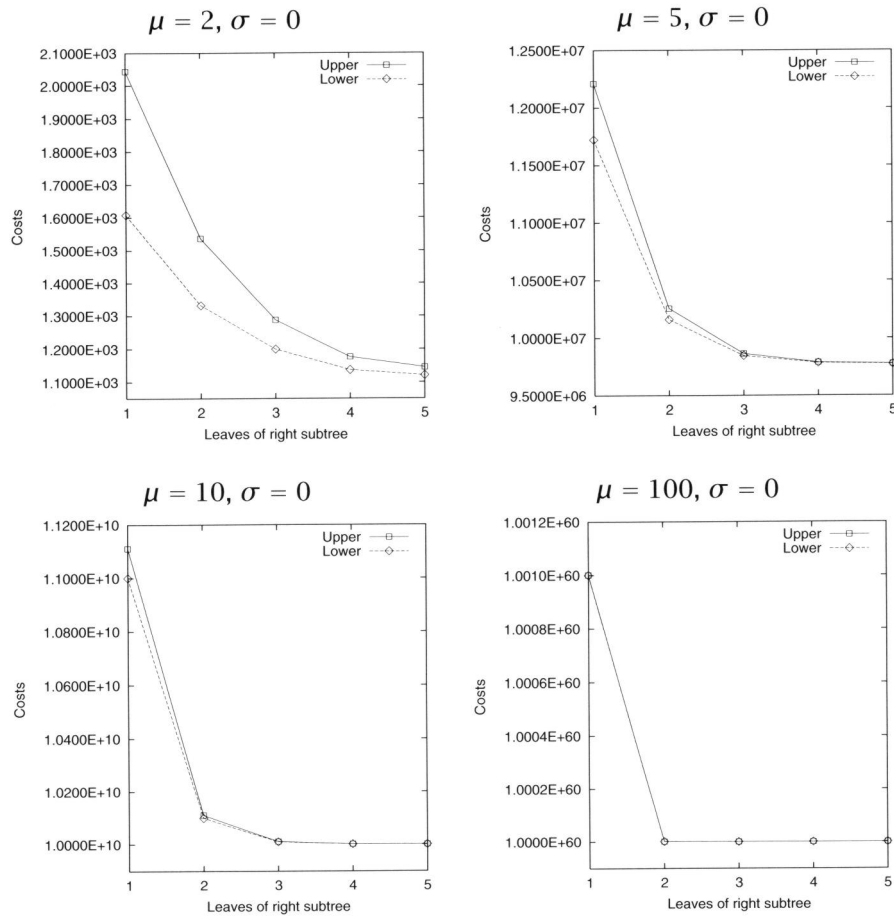 μ = 2, σ = 0
2.1000E+03
2.0000E+03
1.9000E+03
1.8000E+03
1.7000E+03
1.6000E+03
1.5000E+03
1.4000E+03
1.3000E+03
1.2000E+03
1.1000E+03
Costs
Upper
Lower
1 2 3 4 5
Leaves of right subtree
μ = 5, σ = 0
1.2500E+07
1.2000E+07
1.1500E+07
1.1000E+07
1.0500E+07
1.0000E+07
9.5000E+06
Costs
Upper
Lower
1 2 3 4 5
Leaves of right subtree
μ = 10, σ = 0
1.1200E+10
1.1000E+10
1.0800E+10
1.0600E+10
1.0400E+10
1.0200E+10
1.0000E+10
Costs
Upper
Lower
1 2 3 4 5
Leaves of right subtree
μ = 100, σ = 0
1.0012E+60
1.0010E+60
1.0008E+60
1.0006E+60
1.0004E+60
1.0002E+60
1.0000E+60
Costs
Upper
Lower
1 2 3 4 5
Leaves of right subtree